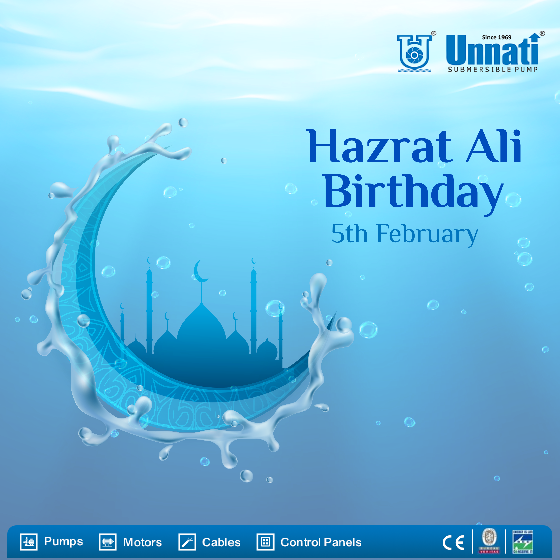 Since 1969
Unnati
SUBMERSIBLE PUMP
Hazrat Ali
Birthday
5th February
Pumps
Motors
Cables
Control Panels
CE